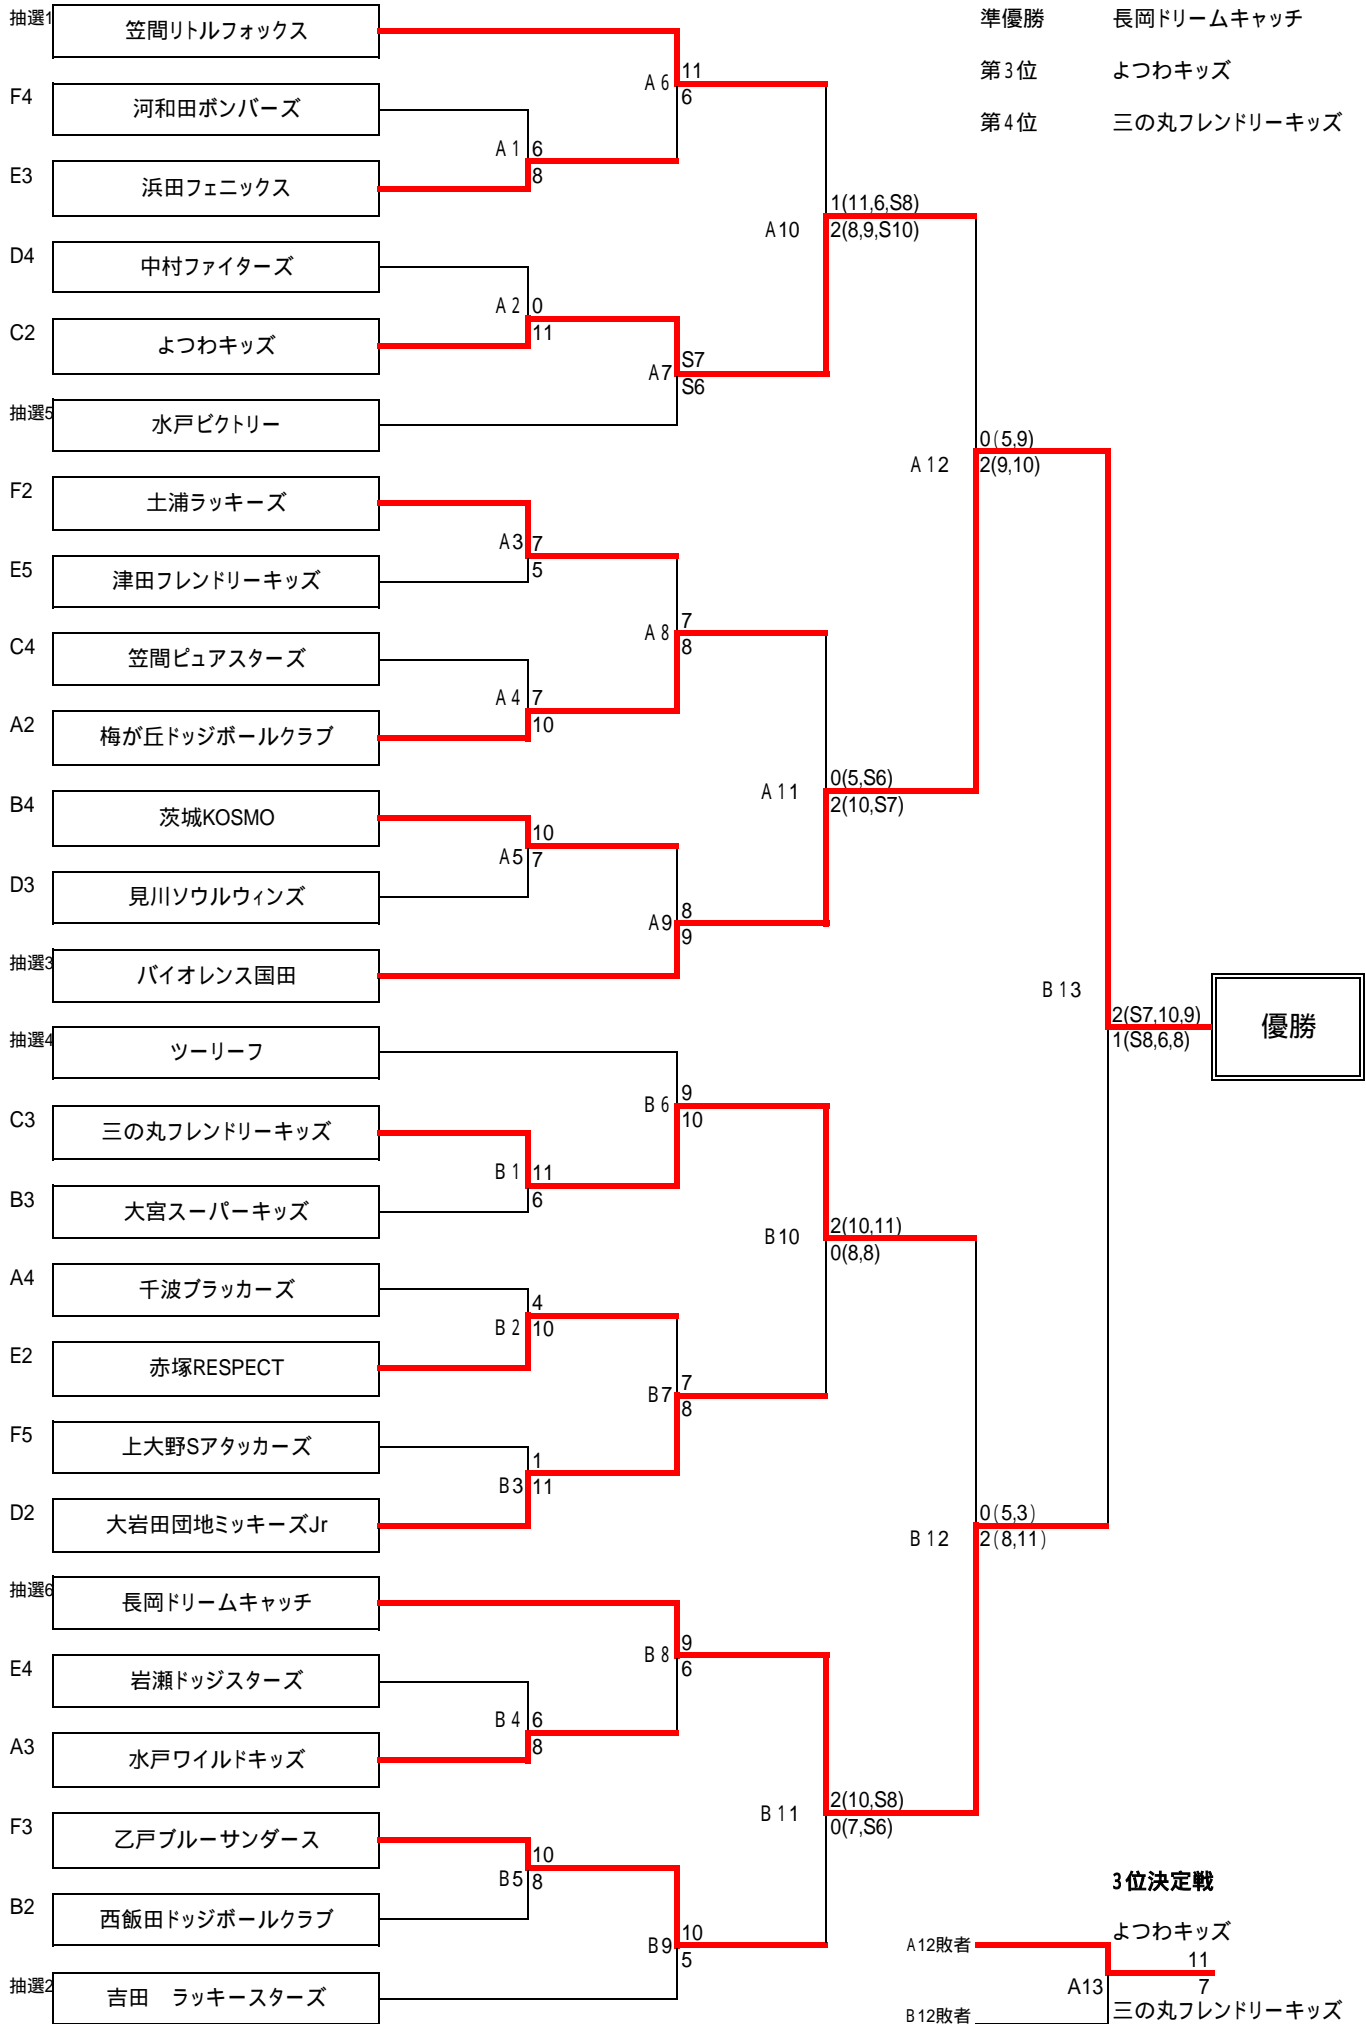 抽選1 笠間リトルフォックス
準優勝 長岡ドリームキャッチ
第3位 よつわキッズ
第4位 三の丸フレンドリーキッズ
A6 11
6
F4 河和田ボンバーズ
A1 6
8
E3 浜田フェニックス
A10 1(11,6,S8)
2(8,9,S10)
D4 中村ファイターズ
A2 0
11
C2 よつわキッズ
A7 S7
S6
抽選5 水戸ビクトリー
A12 0(5,9)
2(9,10)
F2 土浦ラッキーズ
A3 7
5
E5 津田フレンドリーキッズ
A8 7
8
C4 笠間ピュアスターズ
A4 7
10
A2 梅が丘ドッジボールクラブ
A11 0(5,S6)
2(10,S7)
B4 茨城KOSMO
A5 10
7
D3 見川ソウルウィンズ
A9 8
9
抽選3 バイオレンス国田
B13 2(S7,10,9)
1(S8,6,8)
優勝
抽選4 ツーリーフ
B6 9
10
C3 三の丸フレンドリーキッズ
B1 11
6
B3 大宮スーパーキッズ
B10 2(10,11)
0(8,8)
A4 千波ブラッカーズ
B2 4
10
E2 赤塚RESPECT
B7 7
8
F5 上大野Sアタッカーズ
B3 1
11
D2 大岩田団地ミッキーズJr
B12 0(5,3)
2(8,11)
抽選6 長岡ドリームキャッチ
B8 9
6
E4 岩瀬ドッジスターズ
B4 6
8
A3 水戸ワイルドキッズ
B11 2(10,S8)
0(7,S6)
F3 乙戸ブルーサンダース
B5 10
8
B2 西飯田ドッジボールクラブ
B9 10
5
抽選2 吉田　ラッキースターズ
3位決定戦
よつわキッズ
A12敗者
A13 11
7
B12敗者
三の丸フレンドリーキッズ